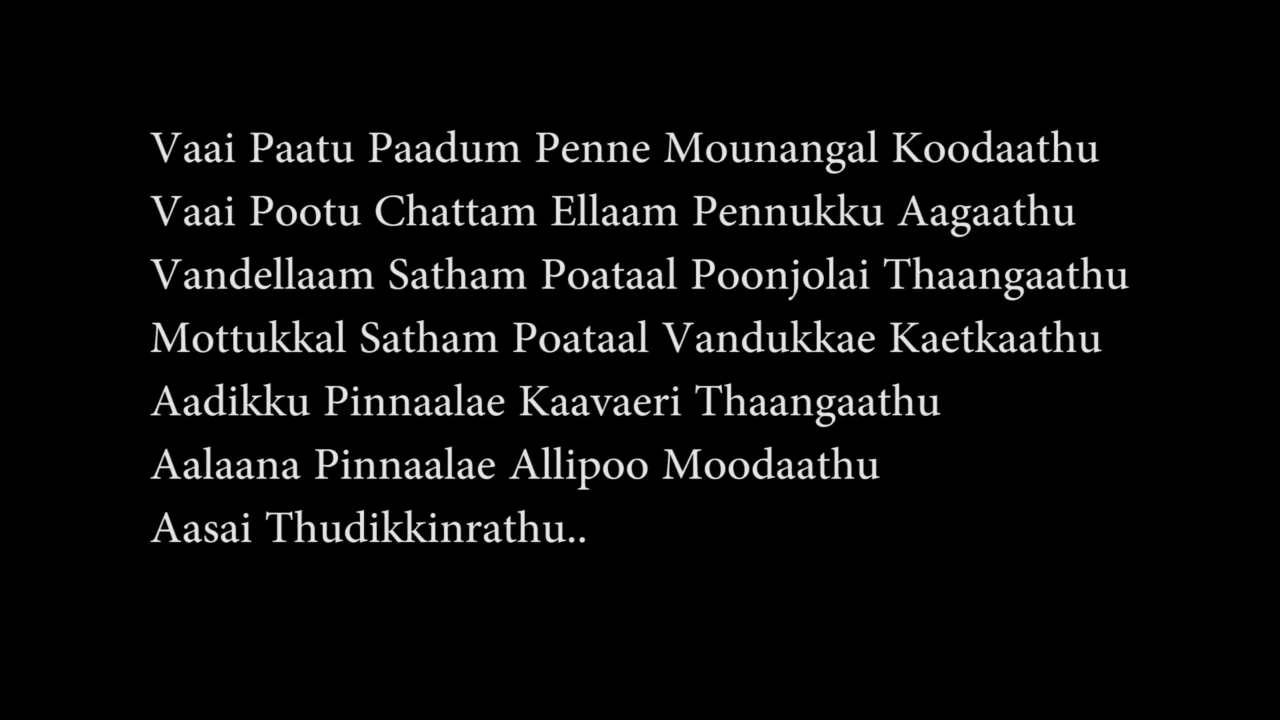 Vaai Paatu Paadum Penne Mounangal Koodaathu
Vaai Pootu Chattam Ellaam Pennukku Aagaathu
Vandellaam Satham Poataal Poonjolai Thaangaathu
Mottukkal Satham Poataal Vandukkae Kaetkaathu
Aadikku Pinnaalae Kaavaeri Thaangaathu
Aalaana Pinnaalae Allipoo Moodaathu
Aasai Thudikkinrathu..